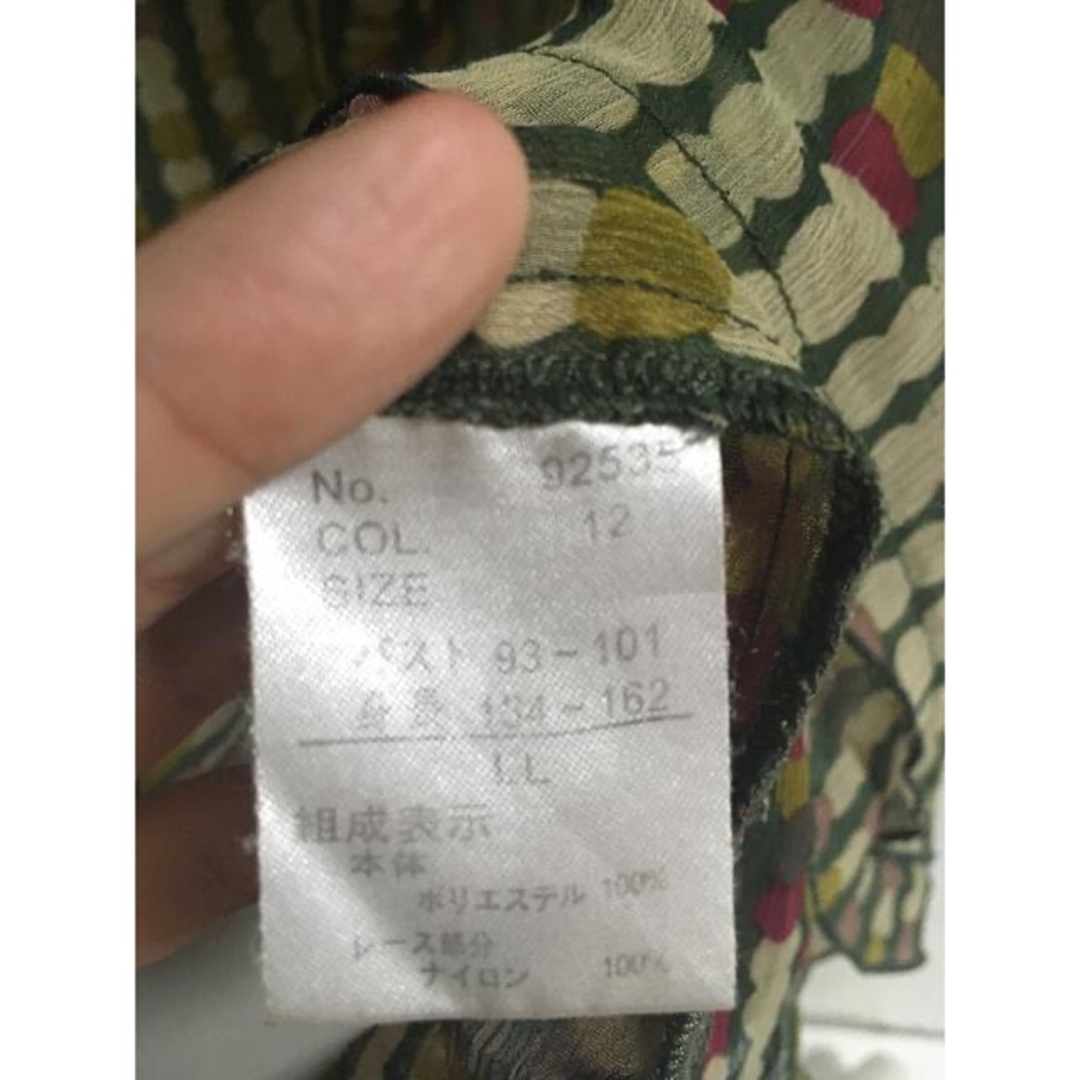 No. 92535
COL. 12
SIZE
バスト 93~101
身長 154~162
LL
組成表示
本体
ポリエステル 100%
レース部分
ナイロン 100%